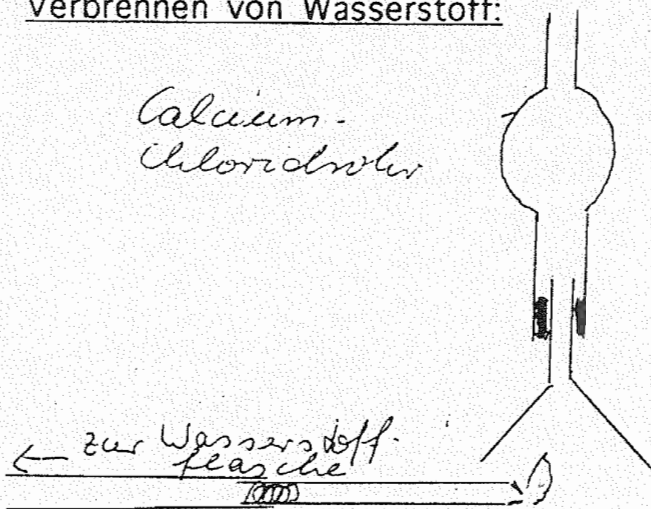 Verbrennen von Wasserstoff:
Calcium-
chloridrohr
← zur Wasserstoff-
flasche